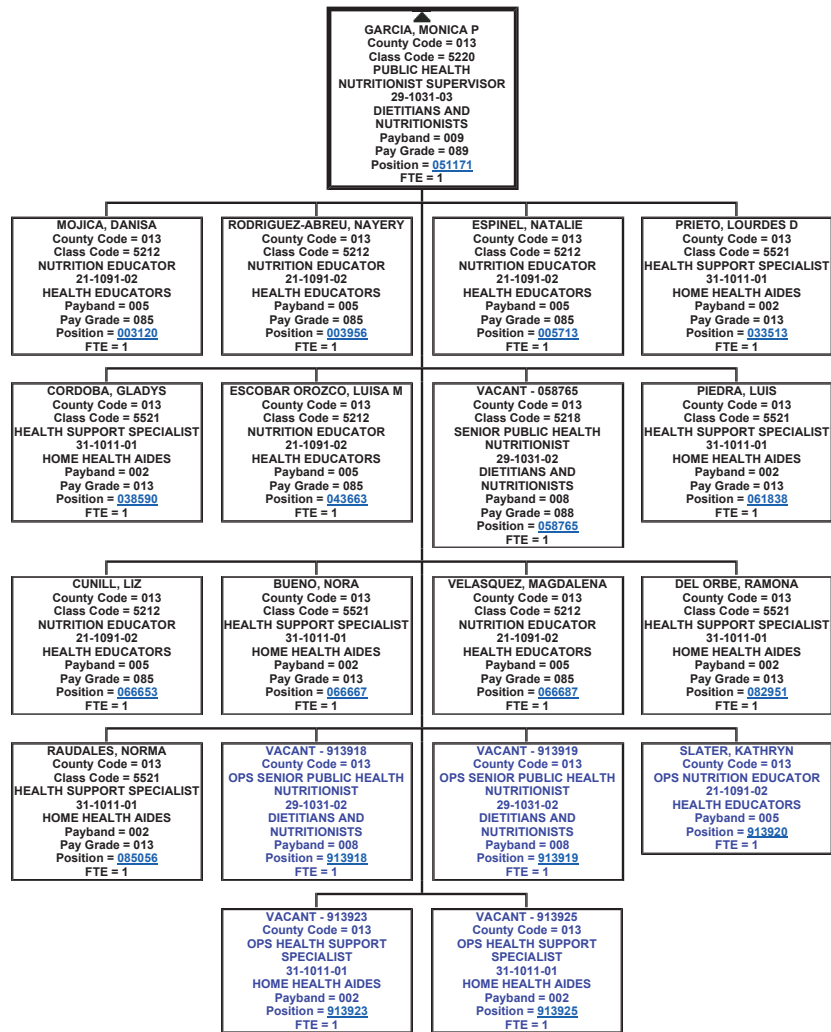 GARCIA, MONICA P
County Code = 013
Class Code = 5220
PUBLIC HEALTH
NUTRITIONIST SUPERVISOR
29-1031-03
DIETITIANS AND
NUTRITIONISTS
Payband = 009
Pay Grade = 089
Position = 051171
FTE = 1
MOJICA, DANISA
County Code = 013
Class Code = 5212
NUTRITION EDUCATOR
21-1091-02
HEALTH EDUCATORS
Payband = 005
Pay Grade = 085
Position = 003120
FTE = 1
RODRIGUEZ-ABREU, NAYERY
County Code = 013
Class Code = 5212
NUTRITION EDUCATOR
21-1091-02
HEALTH EDUCATORS
Payband = 005
Pay Grade = 085
Position = 003956
FTE = 1
ESPINEL, NATALIE
County Code = 013
Class Code = 5212
NUTRITION EDUCATOR
21-1091-02
HEALTH EDUCATORS
Payband = 005
Pay Grade = 085
Position = 005713
FTE = 1
PRIETO, LOURDES D
County Code = 013
Class Code = 5521
HEALTH SUPPORT SPECIALIST
31-1011-01
HOME HEALTH AIDES
Payband = 002
Pay Grade = 013
Position = 033513
FTE = 1
CORDOBA, GLADYS
County Code = 013
Class Code = 5521
HEALTH SUPPORT SPECIALIST
31-1011-01
HOME HEALTH AIDES
Payband = 002
Pay Grade = 013
Position = 038590
FTE = 1
ESCOBAR OROZCO, LUISA M
County Code = 013
Class Code = 5212
NUTRITION EDUCATOR
21-1091-02
HEALTH EDUCATORS
Payband = 005
Pay Grade = 085
Position = 043663
FTE = 1
VACANT - 058765
County Code = 013
Class Code = 5218
SENIOR PUBLIC HEALTH
NUTRITIONIST
29-1031-02
DIETITIANS AND
NUTRITIONISTS
Payband = 008
Pay Grade = 088
Position = 058765
FTE = 1
PIEDRA, LUIS
County Code = 013
Class Code = 5521
HEALTH SUPPORT SPECIALIST
31-1011-01
HOME HEALTH AIDES
Payband = 002
Pay Grade = 013
Position = 061838
FTE = 1
CUNILL, LIZ
County Code = 013
Class Code = 5212
NUTRITION EDUCATOR
21-1091-02
HEALTH EDUCATORS
Payband = 005
Pay Grade = 085
Position = 066653
FTE = 1
BUENO, NORA
County Code = 013
Class Code = 5521
HEALTH SUPPORT SPECIALIST
31-1011-01
HOME HEALTH AIDES
Payband = 002
Pay Grade = 013
Position = 066667
FTE = 1
VELASQUEZ, MAGDALENA
County Code = 013
Class Code = 5212
NUTRITION EDUCATOR
21-1091-02
HEALTH EDUCATORS
Payband = 005
Pay Grade = 085
Position = 066687
FTE = 1
DEL ORBE, RAMONA
County Code = 013
Class Code = 5521
HEALTH SUPPORT SPECIALIST
31-1011-01
HOME HEALTH AIDES
Payband = 002
Pay Grade = 013
Position = 082951
FTE = 1
RAUDALES, NORMA
County Code = 013
Class Code = 5521
HEALTH SUPPORT SPECIALIST
31-1011-01
HOME HEALTH AIDES
Payband = 002
Pay Grade = 013
Position = 085056
FTE = 1
VACANT - 913918
County Code = 013
OPS SENIOR PUBLIC HEALTH
NUTRITIONIST
29-1031-02
DIETITIANS AND
NUTRITIONISTS
Payband = 008
Position = 913918
FTE = 1
VACANT - 913919
County Code = 013
OPS SENIOR PUBLIC HEALTH
NUTRITIONIST
29-1031-02
DIETITIANS AND
NUTRITIONISTS
Payband = 008
Position = 913919
FTE = 1
SLATER, KATHRYN
County Code = 013
OPS NUTRITION EDUCATOR
21-1091-02
HEALTH EDUCATORS
Payband = 005
Position = 913920
FTE = 1
VACANT - 913923
County Code = 013
OPS HEALTH SUPPORT
SPECIALIST
31-1011-01
HOME HEALTH AIDES
Payband = 002
Position = 913923
FTE = 1
VACANT - 913925
County Code = 013
OPS HEALTH SUPPORT
SPECIALIST
31-1011-01
HOME HEALTH AIDES
Payband = 002
Position = 913925
FTE = 1